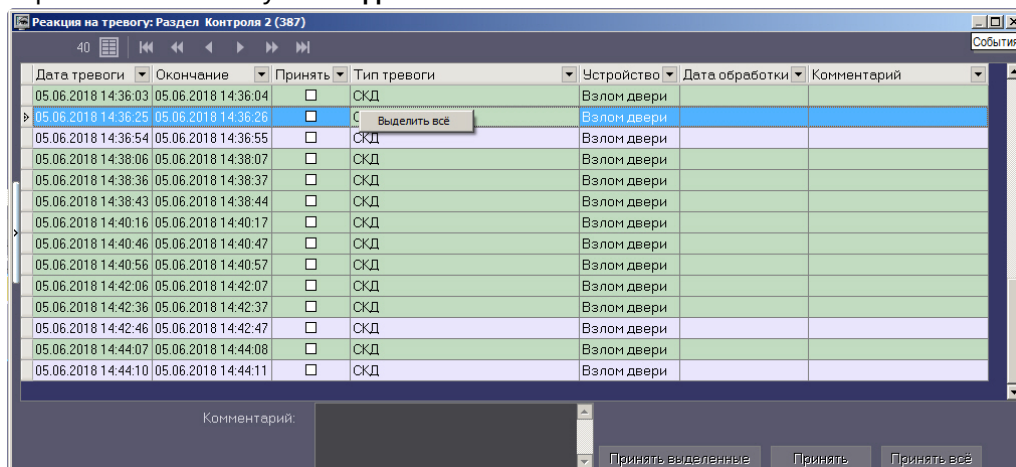 Реакция на тревогу: Раздел Контроля 2 (387)
События
40
Дата тревоги Окончание Принять Тип тревоги Устройство Дата обработки Комментарий
05.06.2018 14:36:03 05.06.2018 14:36:04 СКД Взлом двери
05.06.2018 14:36:25 05.06.2018 14:36:26 Взлом двери
Выделить всё
05.06.2018 14:36:54 05.06.2018 14:36:55 СКД Взлом двери
05.06.2018 14:38:06 05.06.2018 14:38:07 СКД Взлом двери
05.06.2018 14:38:36 05.06.2018 14:38:37 СКД Взлом двери
05.06.2018 14:38:43 05.06.2018 14:38:44 СКД Взлом двери
05.06.2018 14:40:16 05.06.2018 14:40:17 СКД Взлом двери
05.06.2018 14:40:46 05.06.2018 14:40:47 СКД Взлом двери
05.06.2018 14:40:56 05.06.2018 14:40:57 СКД Взлом двери
05.06.2018 14:42:06 05.06.2018 14:42:07 СКД Взлом двери
05.06.2018 14:42:36 05.06.2018 14:42:37 СКД Взлом двери
05.06.2018 14:42:46 05.06.2018 14:42:47 СКД Взлом двери
05.06.2018 14:44:07 05.06.2018 14:44:08 СКД Взлом двери
05.06.2018 14:44:10 05.06.2018 14:44:11 СКД Взлом двери
Комментарий:
Принять выделенные Принять Принять всё